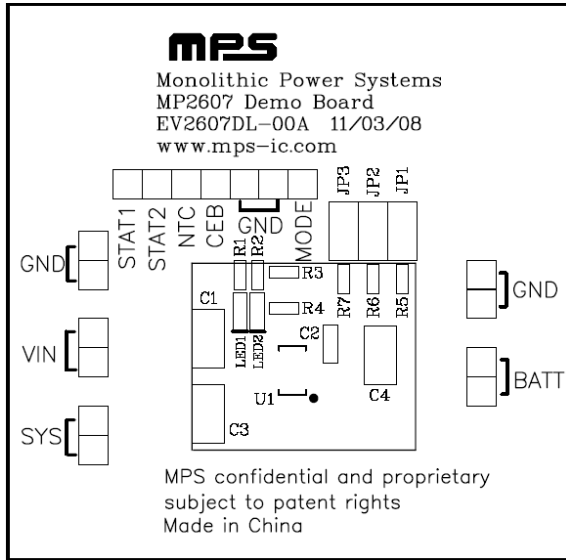 MPS
Monolithic Power Systems
MP2607 Demo Board
EV2607DL-00A 11/03/08
www.mps-ic.com
JP3
JP2
JP1
STAT1
STAT2
NTC
CEB
GND
MODE
R1
R2
R3
R4
R7
R6
R5
GND
VIN
SYS
C1
LED1
LED2
C2
U1
C3
C4
GND
BATT
MPS confidential and proprietary
subject to patent rights
Made in China